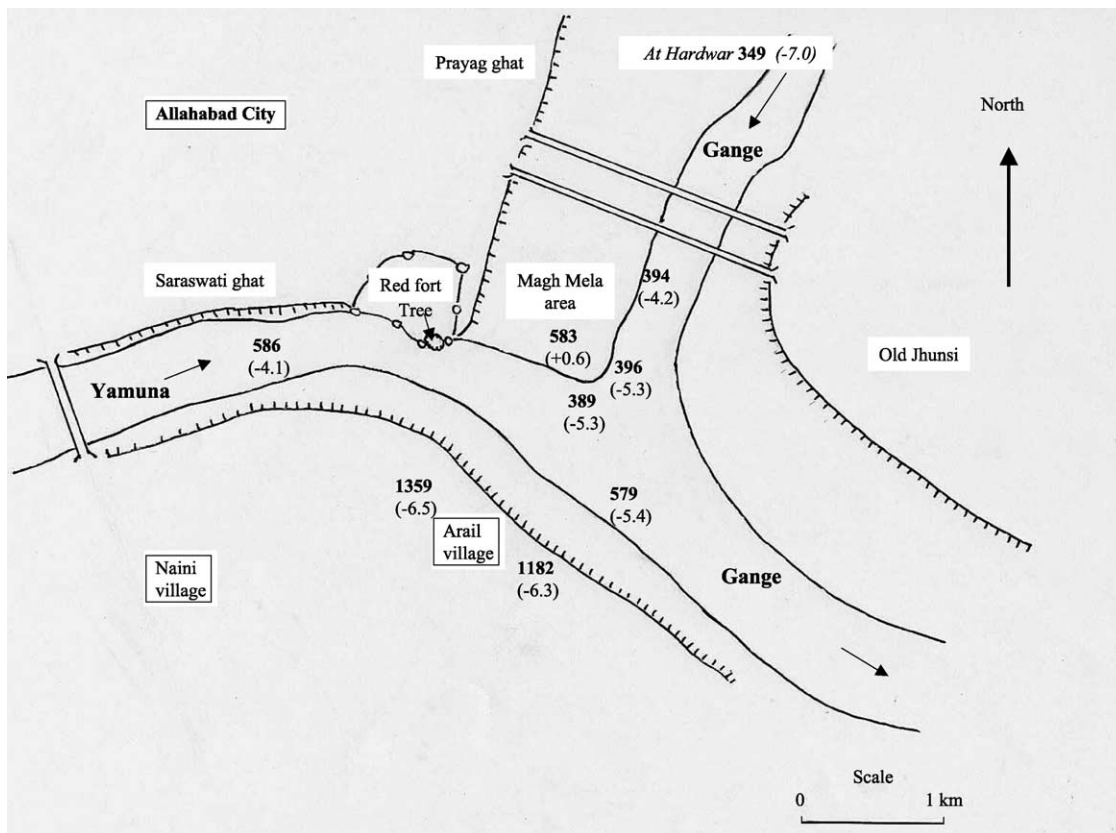 Prayag ghat
At Hardwar 349 (-7.0)
North
Allahabad City
Gange
Saraswati ghat
Red fort
Tree
Magh Mela
area
394
(-4.2)
583
(+0.6)
396
(-5.3)
Old Jhunsi
586
(-4.1)
Yamuna
389
(-5.3)
1359
(-6.5)
579
(-5.4)
Arail
village
Naini
village
1182
(-6.3)
Gange
Scale
0 1 km